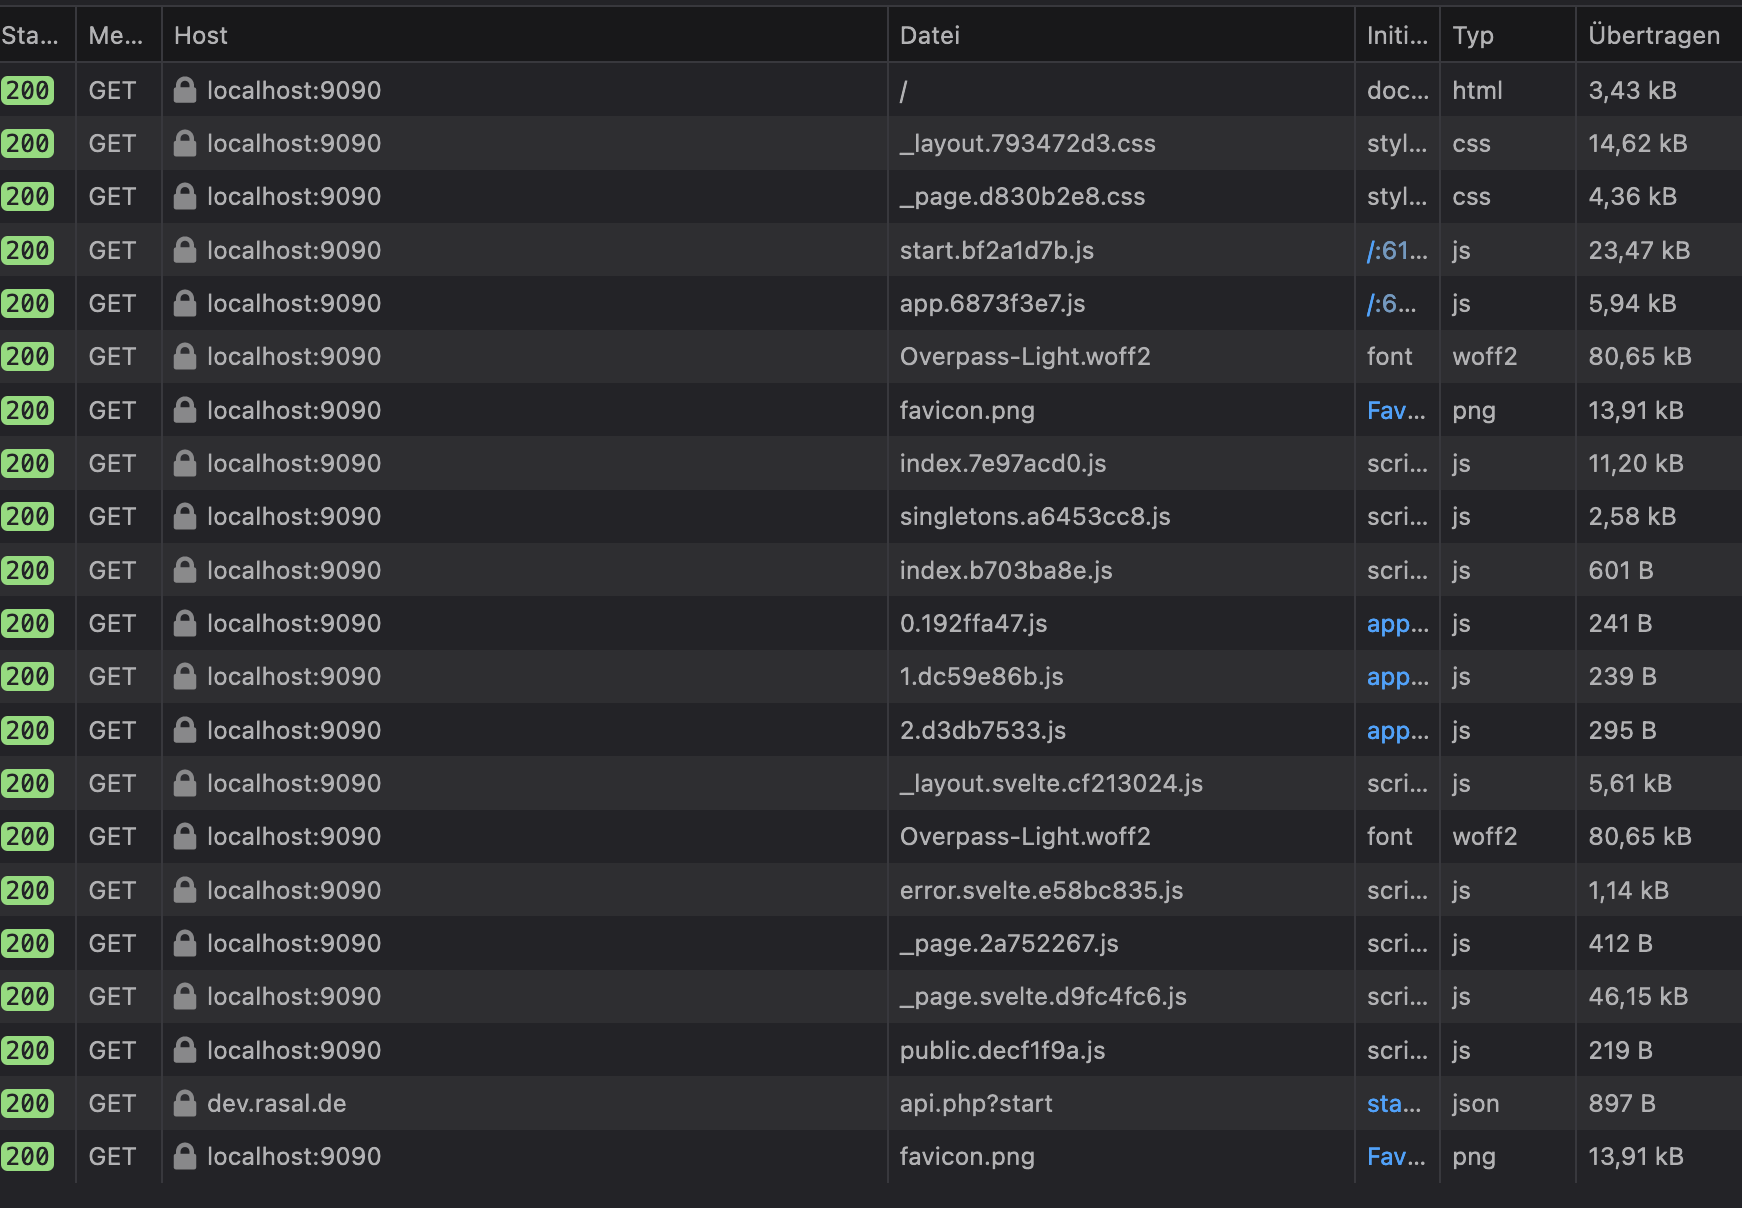 Sta... Me... Host Datei Initi... Typ Übertragen
200 GET localhost:9090 / doc... html 3,43 kB
200 GET localhost:9090 _layout.793472d3.css styl... css 14,62 kB
200 GET localhost:9090 _page.d830b2e8.css styl... css 4,36 kB
200 GET localhost:9090 start.bf2a1d7b.js /:61... js 23,47 kB
200 GET localhost:9090 app.6873f3e7.js /:6... js 5,94 kB
200 GET localhost:9090 Overpass-Light.woff2 font woff2 80,65 kB
200 GET localhost:9090 favicon.png Fav... png 13,91 kB
200 GET localhost:9090 index.7e97acd0.js scri... js 11,20 kB
200 GET localhost:9090 singletons.a6453cc8.js scri... js 2,58 kB
200 GET localhost:9090 index.b703ba8e.js scri... js 601 B
200 GET localhost:9090 0.192ffa47.js app... js 241 B
200 GET localhost:9090 1.dc59e86b.js app... js 239 B
200 GET localhost:9090 2.d3db7533.js app... js 295 B
200 GET localhost:9090 _layout.svelte.cf213024.js scri... js 5,61 kB
200 GET localhost:9090 Overpass-Light.woff2 font woff2 80,65 kB
200 GET localhost:9090 error.svelte.e58bc835.js scri... js 1,14 kB
200 GET localhost:9090 _page.2a752267.js scri... js 412 B
200 GET localhost:9090 _page.svelte.d9fc4fc6.js scri... js 46,15 kB
200 GET localhost:9090 public.decf1f9a.js scri... js 219 B
200 GET dev.rasal.de api.php?start sta... json 897 B
200 GET localhost:9090 favicon.png Fav... png 13,91 kB